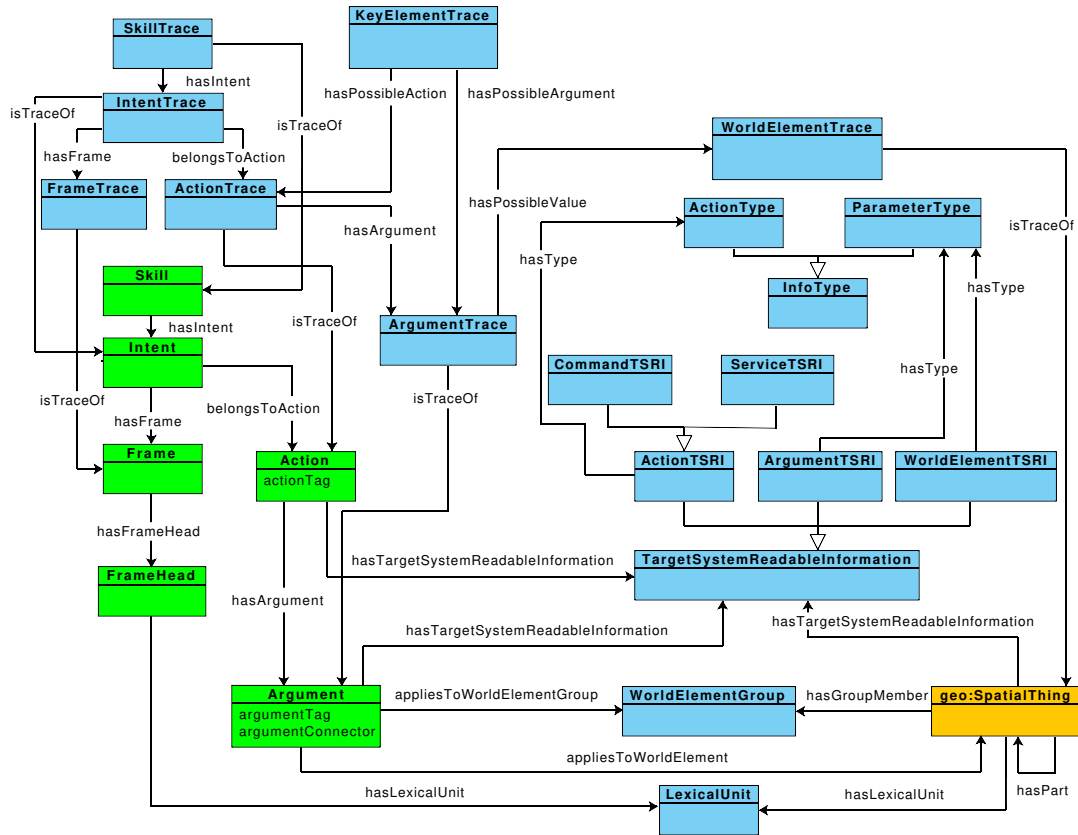 SkillTrace
KeyElementTrace
hasIntent
hasPossibleAction
hasPossibleArgument
IntentTrace
isTraceOf
isTraceOf
WorldElementTrace
hasFrame
belongsToAction
FrameTrace
ActionTrace
hasPossibleValue
ActionType
ParameterType
isTraceOf
hasArgument
hasType
Skill
InfoType
hasType
isTraceOf
ArgumentTrace
hasIntent
Intent
CommandTSRI
ServiceTSRI
hasType
isTraceOf
isTraceOf
belongsToAction
hasFrame
Frame
Action
actionTag
ActionTSRI
ArgumentTSRI
WorldElementTSRI
hasFrameHead
hasTargetSystemReadableInformation
TargetSystemReadableInformation
FrameHead
hasArgument
hasTargetSystemReadableInformation
hasTargetSystemReadableInformation
Argument
argumentTag
argumentConnector
appliesToWorldElementGroup
WorldElementGroup
hasGroupMember
geo:SpatialThing
appliesToWorldElement
hasLexicalUnit
LexicalUnit
hasLexicalUnit
hasPart